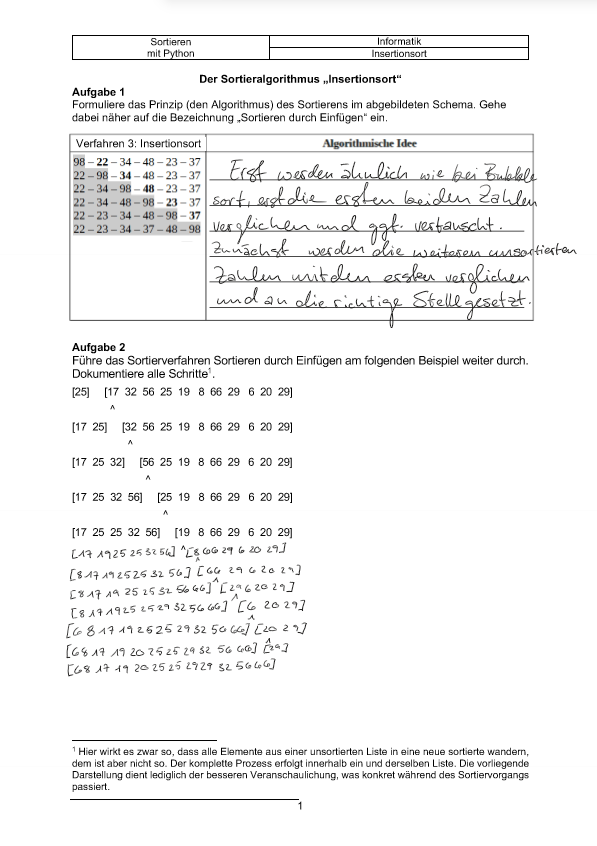 Sortieren
mit Python
Informatik
Insertionsort
Der Sortieralgorithmus „Insertionsort“
Aufgabe 1
Formuliere das Prinzip (den Algorithmus) des Sortierens im abgebildeten Schema. Gehe
dabei näher auf die Bezeichnung „Sortieren durch Einfügen“ ein.
Verfahren 3: Insertionsort
98 – 22 – 34 – 48 – 23 – 37
22 – 98 – 34 – 48 – 23 – 37
22 – 34 – 98 – 48 – 23 – 37
22 – 34 – 48 – 98 – 23 – 37
22 – 23 – 34 – 48 – 98 – 37
22 – 23 – 34 – 37 – 48 – 98
Algorithmische Idee
Erst werden ähnlich wie bei Bubble
sort, erst die ersten beiden Zahlen
verglichen und ggf. vertauscht.
Zunächst werden die weiteren unsortierten
Zahlen mit den ersten verglichen
und an die richtige Stelle gesetzt.
Aufgabe 2
Führe das Sortierverfahren Sortieren durch Einfügen am folgenden Beispiel weiter durch.
Dokumentiere alle Schritte¹.
[25] [17 32 56 25 19 8 66 29 6 20 29]
^
[17 25] [32 56 25 19 8 66 29 6 20 29]
^
[17 25 32] [56 25 19 8 66 29 6 20 29]
^
[17 25 32 56] [25 19 8 66 29 6 20 29]
^
[17 25 25 32 56] [19 8 66 29 6 20 29]
^
[17 19 25 25 32 56] [8 66 29 6 20 29]
^
[8 17 19 25 25 32 56] [66 29 6 20 29]
^
[8 17 19 25 25 32 56 66] [29 6 20 29]
^
[8 17 19 25 25 29 32 56 66] [6 20 29]
^
[6 8 17 19 25 25 29 32 56 66] [20 29]
^
[6 8 17 19 20 25 25 29 32 56 66] [29]
[6 8 17 19 20 25 25 29 29 32 56 66]
¹ Hier wirkt es zwar so, dass alle Elemente aus einer unsortierten Liste in eine neue sortierte wandern,
dem ist aber nicht so. Der komplette Prozess erfolgt innerhalb ein und derselben Liste. Die vorliegende
Darstellung dient lediglich der besseren Veranschaulichung, was konkret während des Sortiervorgangs
passiert.
1